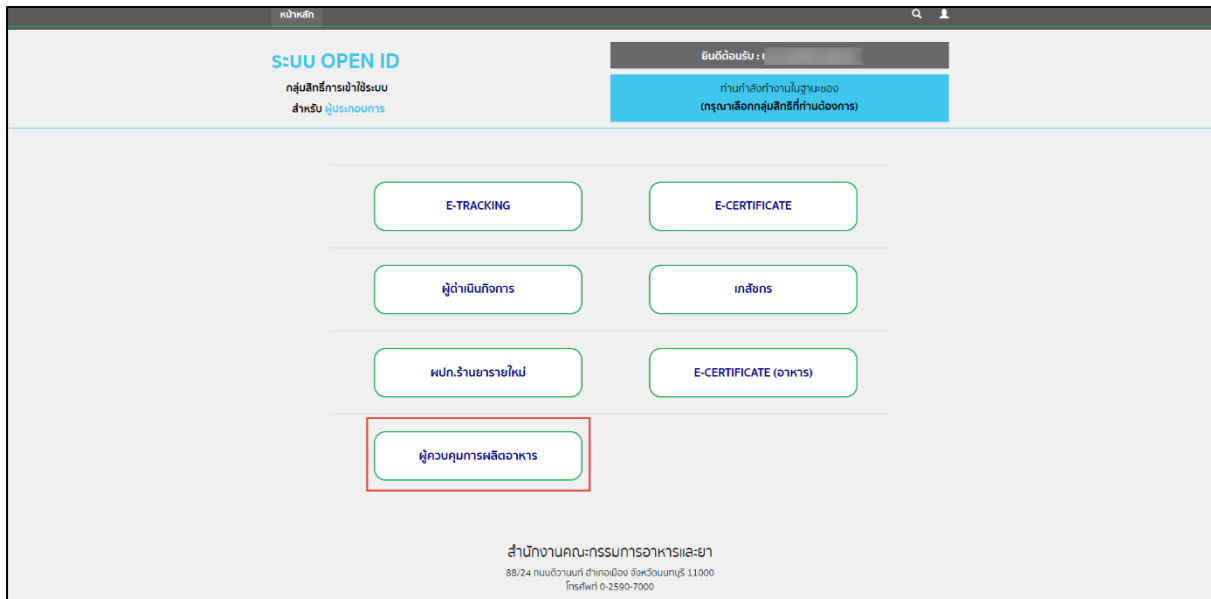 หน้าหลัก
ระบบ OPEN ID
กลุ่มสิทธิ์การเข้าใช้ระบบ
สำหรับ ผู้ประกอบการ
ยินดีต้อนรับ :
ท่านกำลังทำงานในฐานะของ
(กรุณาเลือกกลุ่มสิทธิที่ท่านต้องการ)
E-TRACKING
E-CERTIFICATE
ผู้ดำเนินกิจการ
เภสัชกร
ผปก.ร้านยารายใหม่
E-CERTIFICATE (อาหาร)
ผู้ควบคุมการผลิตอาหาร
สำนักงานคณะกรรมการอาหารและยา
88/24 ถนนติวานนท์ อำเภอเมือง จังหวัดนนทบุรี 11000
โทรศัพท์ 0-2590-7000